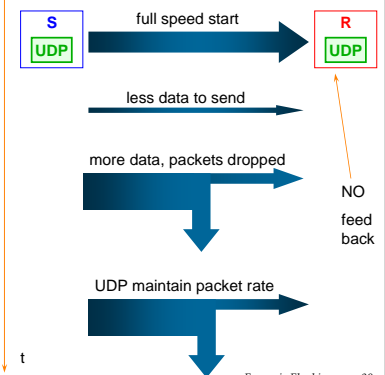 full speed start
S
R
UDP
UDP
less data to send
more data, packets dropped
NO
feed
back
UDP maintain packet rate
t